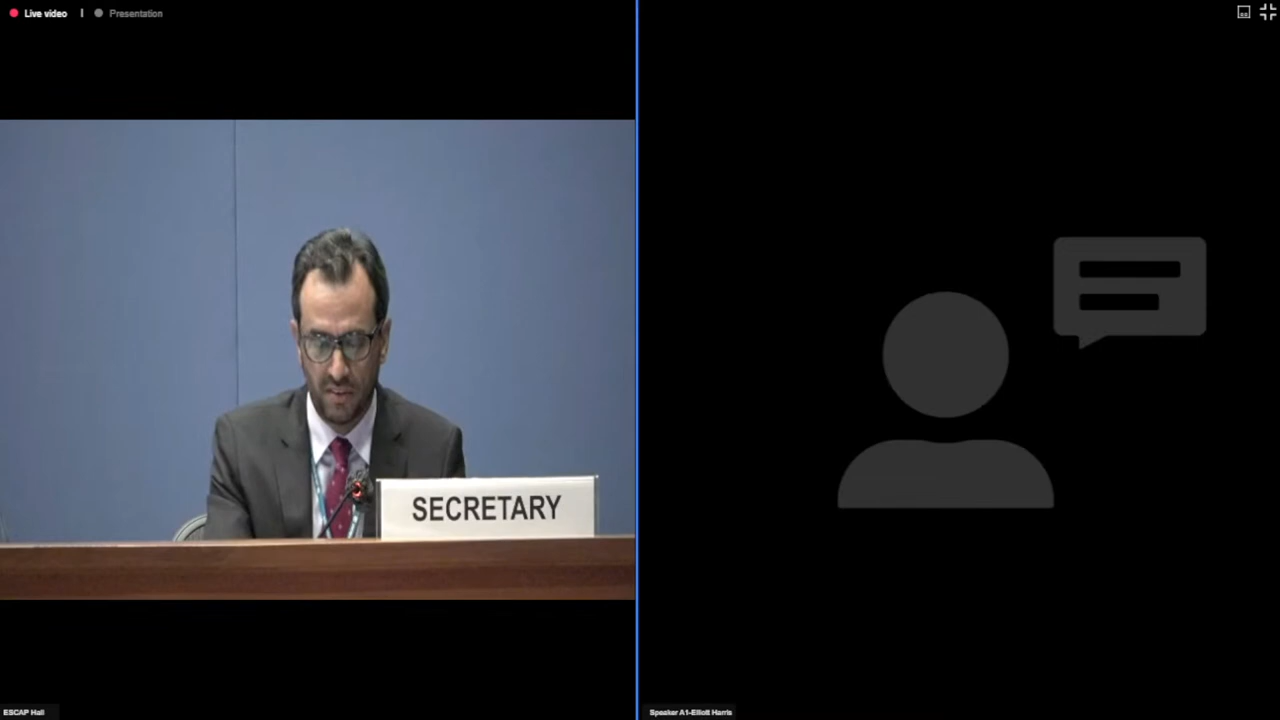 Live video
Presentation
SECRETARY
ESCAP Hall
Speaker A1-Elliott Harris